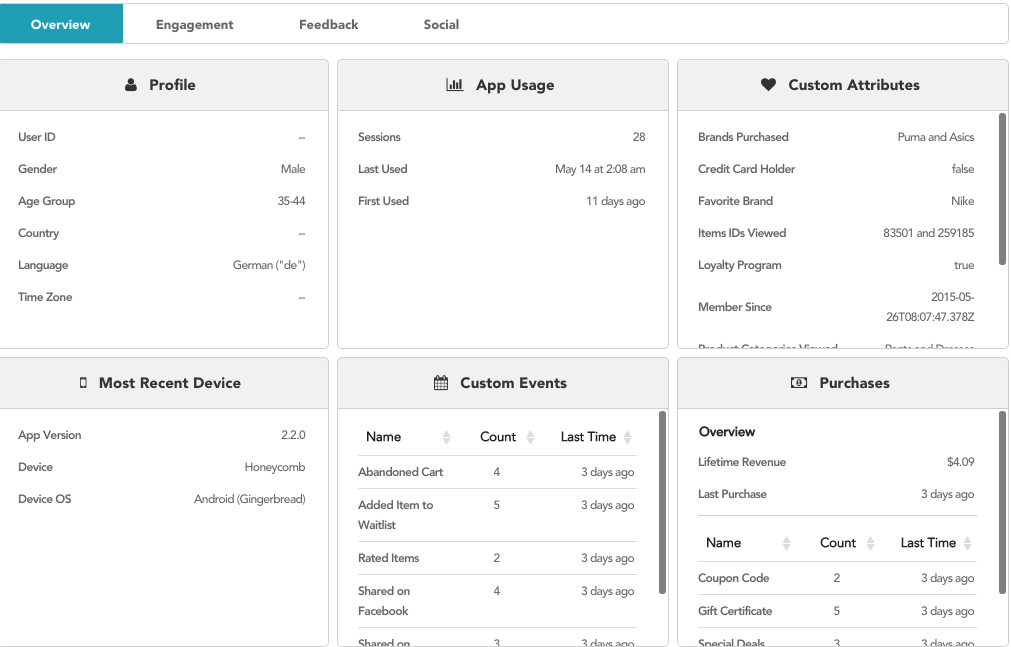 Overview Engagement Feedback Social
Profile
User ID --
Gender Male
Age Group 35-44
Country --
Language German ("de")
Time Zone --
App Usage
Sessions 28
Last Used May 14 at 2:08 am
First Used 11 days ago
Custom Attributes
Brands Purchased Puma and Asics
Credit Card Holder false
Favorite Brand Nike
Items IDs Viewed 83501 and 259185
Loyalty Program true
Member Since 2015-05-
26T08:07:47.378Z
Product Categories Viewed Pants and Dresses
Most Recent Device
App Version 2.2.0
Device Honeycomb
Device OS Android (Gingerbread)
Custom Events
Name Count Last Time
Abandoned Cart 4 3 days ago
Added Item to
Waitlist 5 3 days ago
Rated Items 2 3 days ago
Shared on
Facebook 4 3 days ago
Shared on 3 3 days ago
Purchases
Overview
Lifetime Revenue $4.09
Last Purchase 3 days ago
Name Count Last Time
Coupon Code 2 3 days ago
Gift Certificate 5 3 days ago
Special Deals 3 3 days ago